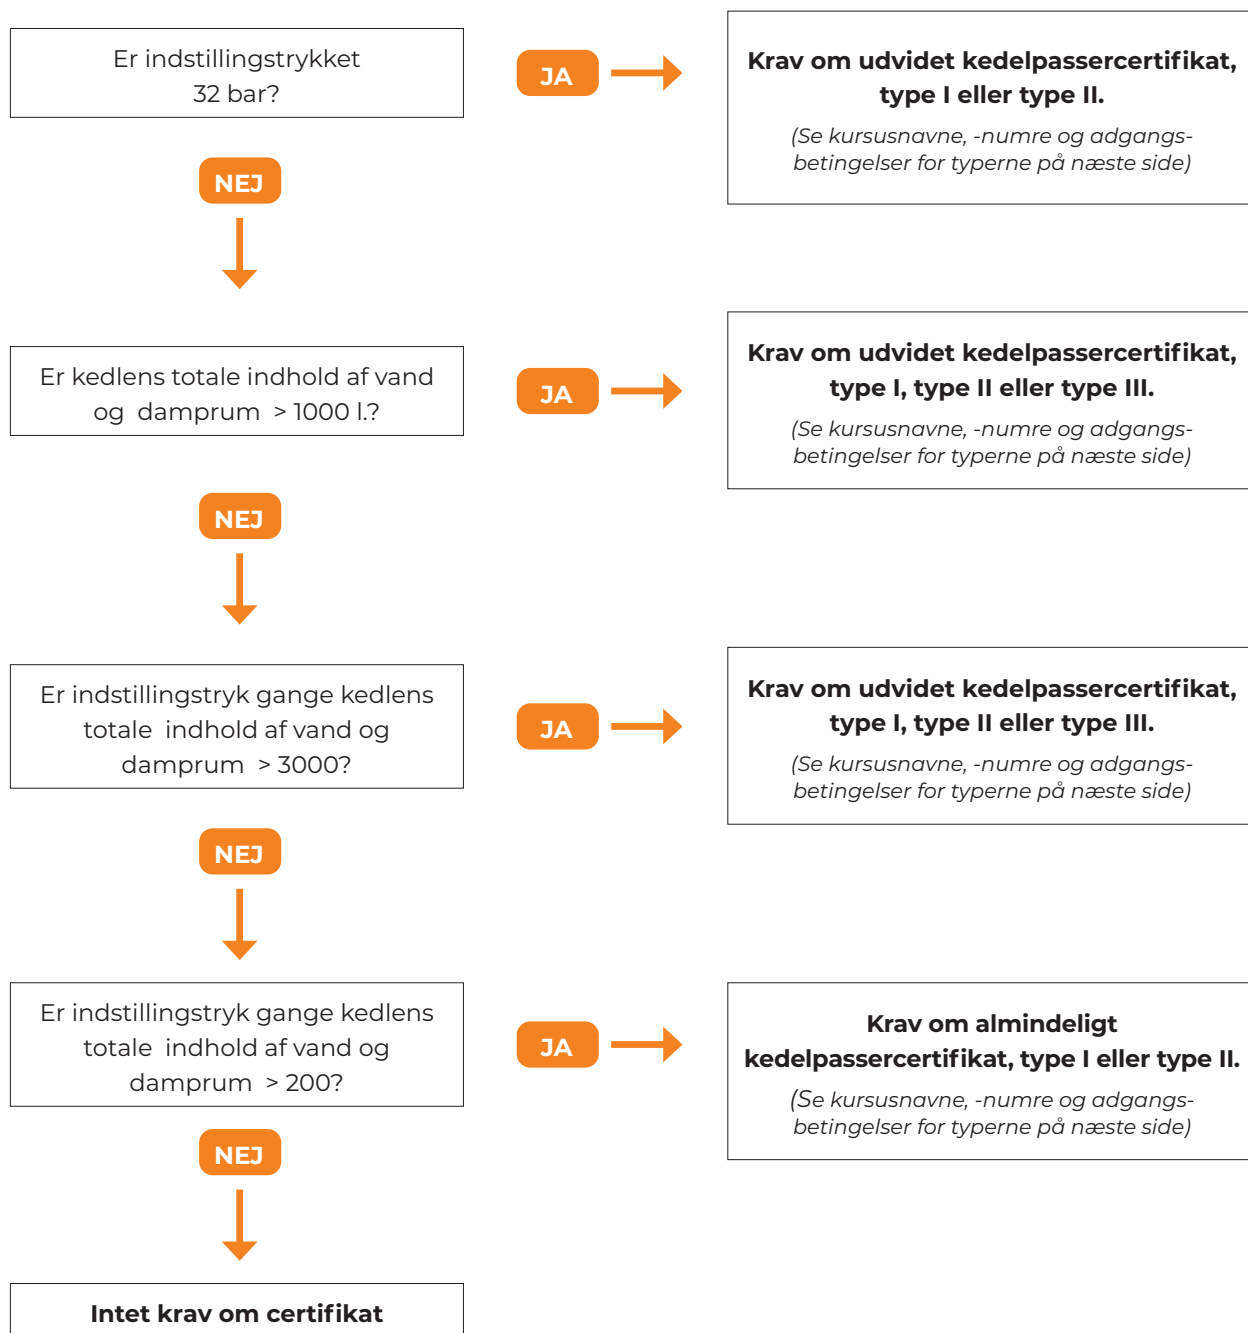 Er indstillingstrykket
32 bar?
JA
Krav om udvidet kedelpassercertifikat,
type I eller type II.
(Se kursusnavne, -numre og adgangs-
betingelser for typerne på næste side)
NEJ
Er kedlens totale indhold af vand
og damprum > 1000 l.?
JA
Krav om udvidet kedelpassercertifikat,
type I, type II eller type III.
(Se kursusnavne, -numre og adgangs-
betingelser for typerne på næste side)
NEJ
Er indstillingstryk gange kedlens
totale indhold af vand og
damprum > 3000?
JA
Krav om udvidet kedelpassercertifikat,
type I, type II eller type III.
(Se kursusnavne, -numre og adgangs-
betingelser for typerne på næste side)
NEJ
Er indstillingstryk gange kedlens
totale indhold af vand og
damprum > 200?
JA
Krav om almindeligt
kedelpassercertifikat, type I eller type II.
(Se kursusnavne, -numre og adgangs-
betingelser for typerne på næste side)
NEJ
Intet krav om certifikat